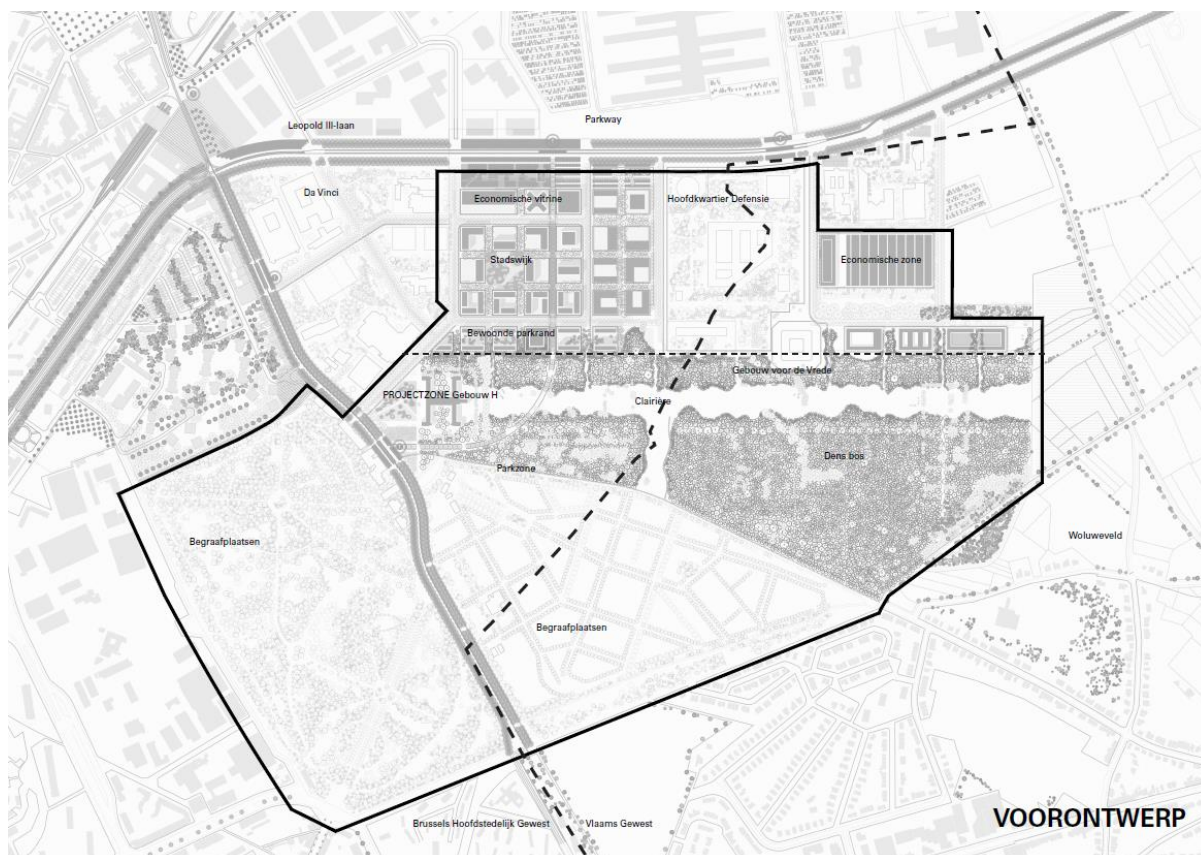 Parkway
Leopold III-laan
Da Vinci
Economische vitrine
Hoofdkwartier Defensie
Stadswijk
Economische zone
Bewoonde parkrand
Gebouw voor de Vrede
PROJECTZONE Gebouw H
Clairière
Dens bos
Parkzone
Begraafplaatsen
Woluweveld
Begraafplaatsen
Brussels Hoofdstedelijk Gewest
Vlaams Gewest
VOORONTWERP